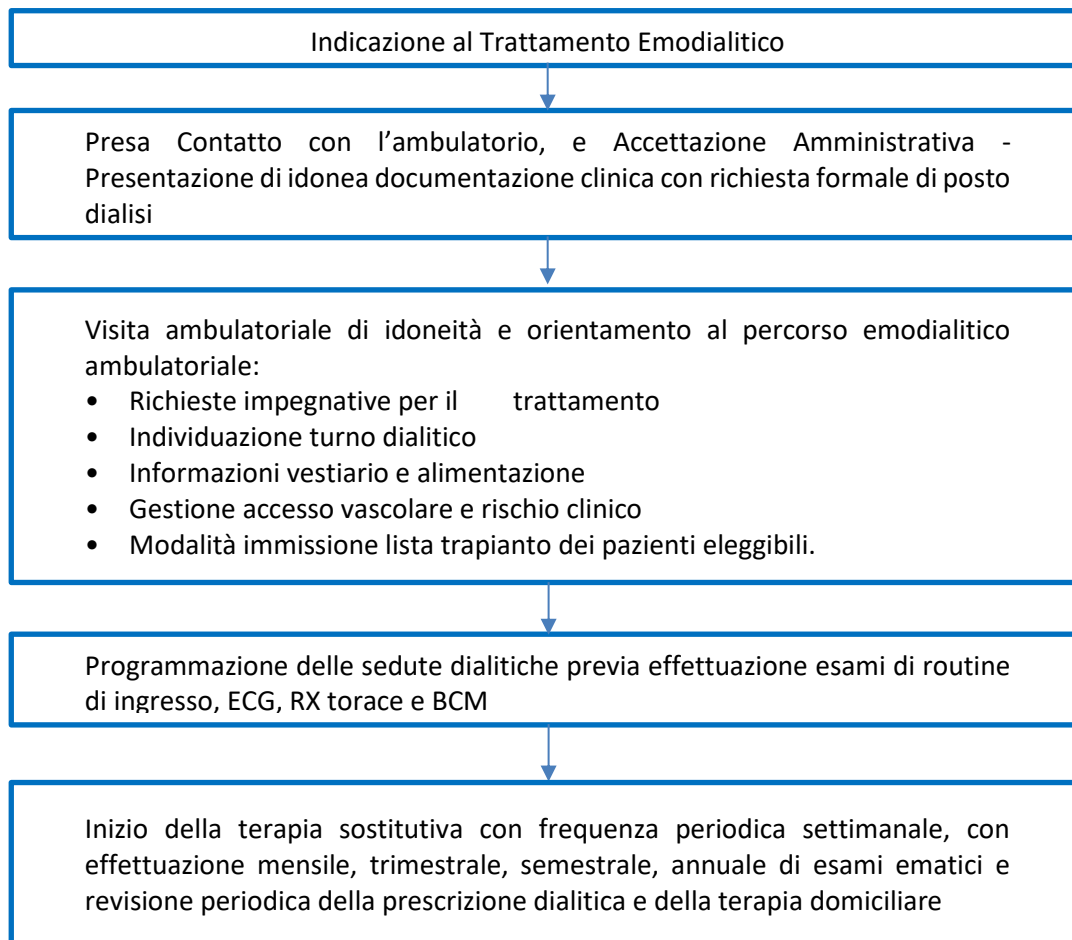 Indicazione al Trattamento Emodialitico
Presa Contatto con l’ambulatorio, e Accettazione Amministrativa -
Presentazione di idonea documentazione clinica con richiesta formale di posto
dialisi
Visita ambulatoriale di idoneità e orientamento al percorso emodialitico
ambulatoriale:
• Richieste impegnative per il trattamento
• Individuazione turno dialitico
• Informazioni vestiario e alimentazione
• Gestione accesso vascolare e rischio clinico
• Modalità immissione lista trapianto dei pazienti eleggibili.
Programmazione delle sedute dialitiche previa effettuazione esami di routine
di ingresso, ECG, RX torace e BCM
Inizio della terapia sostitutiva con frequenza periodica settimanale, con
effettuazione mensile, trimestrale, semestrale, annuale di esami ematici e
revisione periodica della prescrizione dialitica e della terapia domiciliare